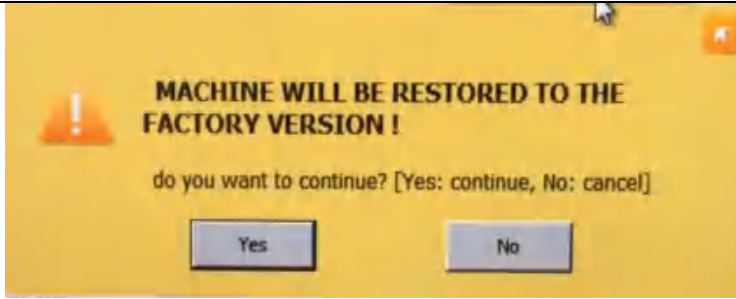 MACHINE WILL BE RESTORED TO THE
FACTORY VERSION !
do you want to continue? [Yes: continue, No: cancel]
Yes
No